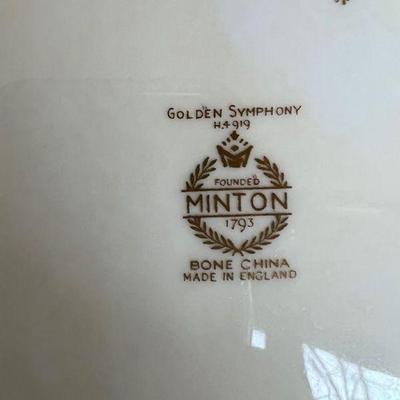 GOLDEN SYMPHONY
H.4919
M
FOUNDED
MINTON
1793
BONE CHINA
MADE IN ENGLAND